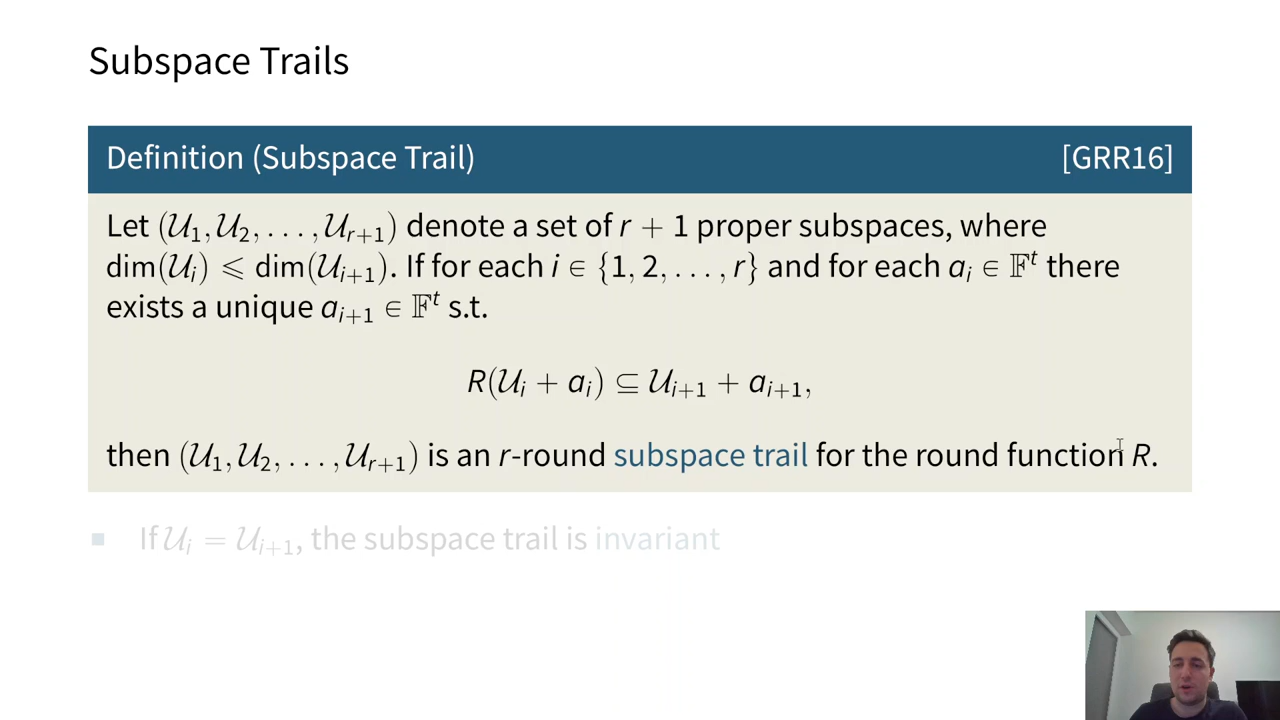 Subspace Trails
Definition (Subspace Trail) [GRR16]
Let (𝒰₁, 𝒰₂, …, 𝒰ᵣ₊₁) denote a set of r + 1 proper subspaces, where
dim(𝒰ᵢ) ⩽ dim(𝒰ᵢ₊₁). If for each i ∈ {1, 2, …, r} and for each aᵢ ∈ 𝔽ᵗ there
exists a unique aᵢ₊₁ ∈ 𝔽ᵗ s.t.
R(𝒰ᵢ + aᵢ) ⊆ 𝒰ᵢ₊₁ + aᵢ₊₁,
then (𝒰₁, 𝒰₂, …, 𝒰ᵣ₊₁) is an r-round subspace trail for the round function R.
If 𝒰ᵢ = 𝒰ᵢ₊₁, the subspace trail is invariant